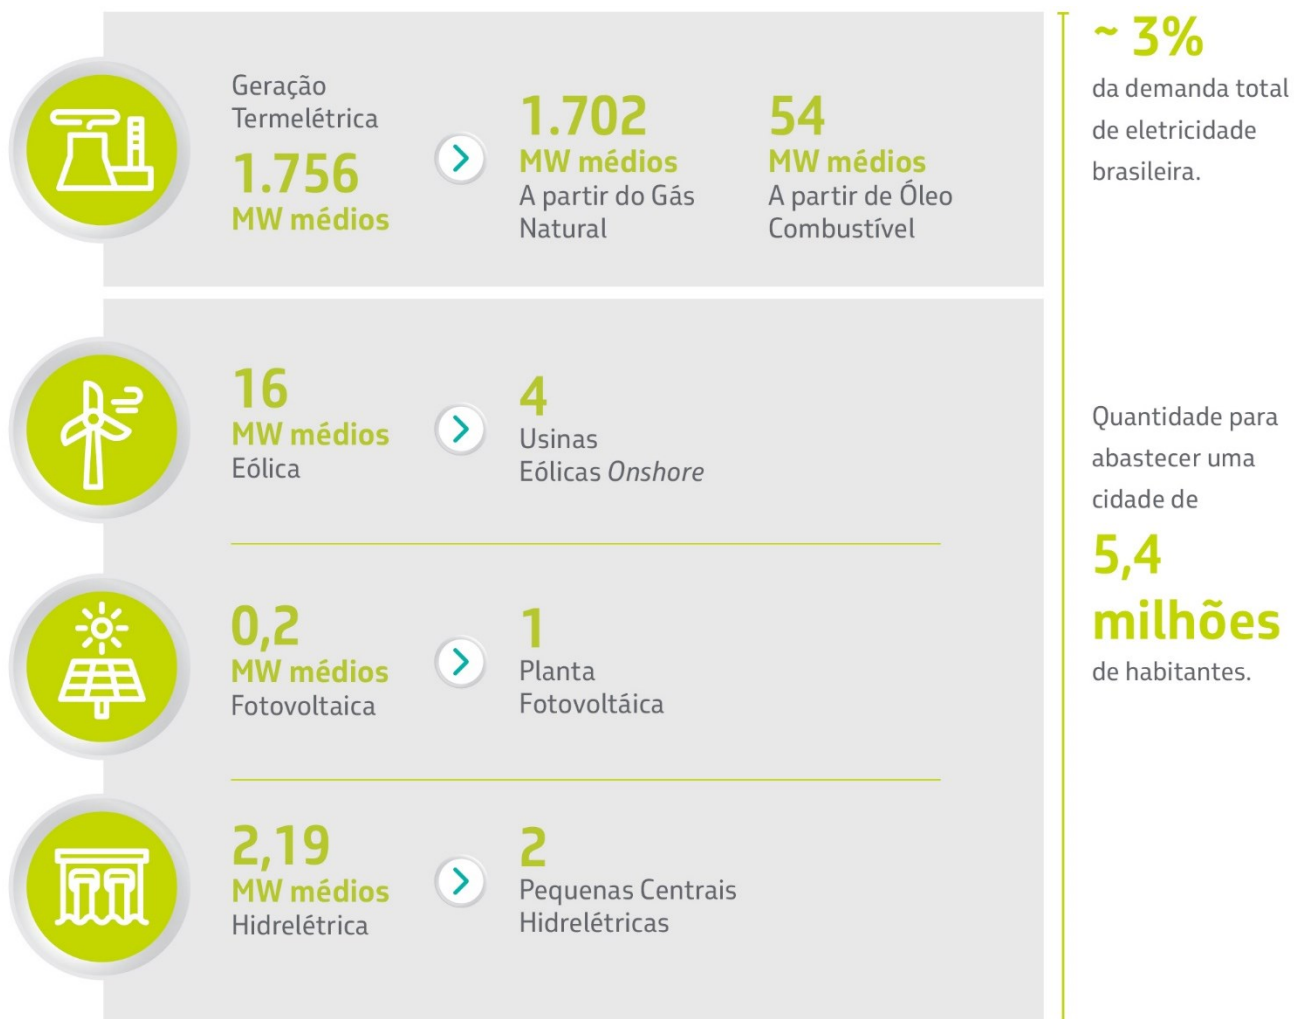 Geração
Termelétrica
1.756
MW médios
1.702
MW médios
A partir do Gás
Natural
54
MW médios
A partir de Óleo
Combustível
16
MW médios
Eólica
4
Usinas
Eólicas Onshore
0,2
MW médios
Fotovoltaica
1
Planta
Fotovoltáica
2,19
MW médios
Hidrelétrica
2
Pequenas Centrais
Hidrelétricas
~ 3%
da demanda total
de eletricidade
brasileira.
Quantidade para
abastecer uma
cidade de
5,4
milhões
de habitantes.